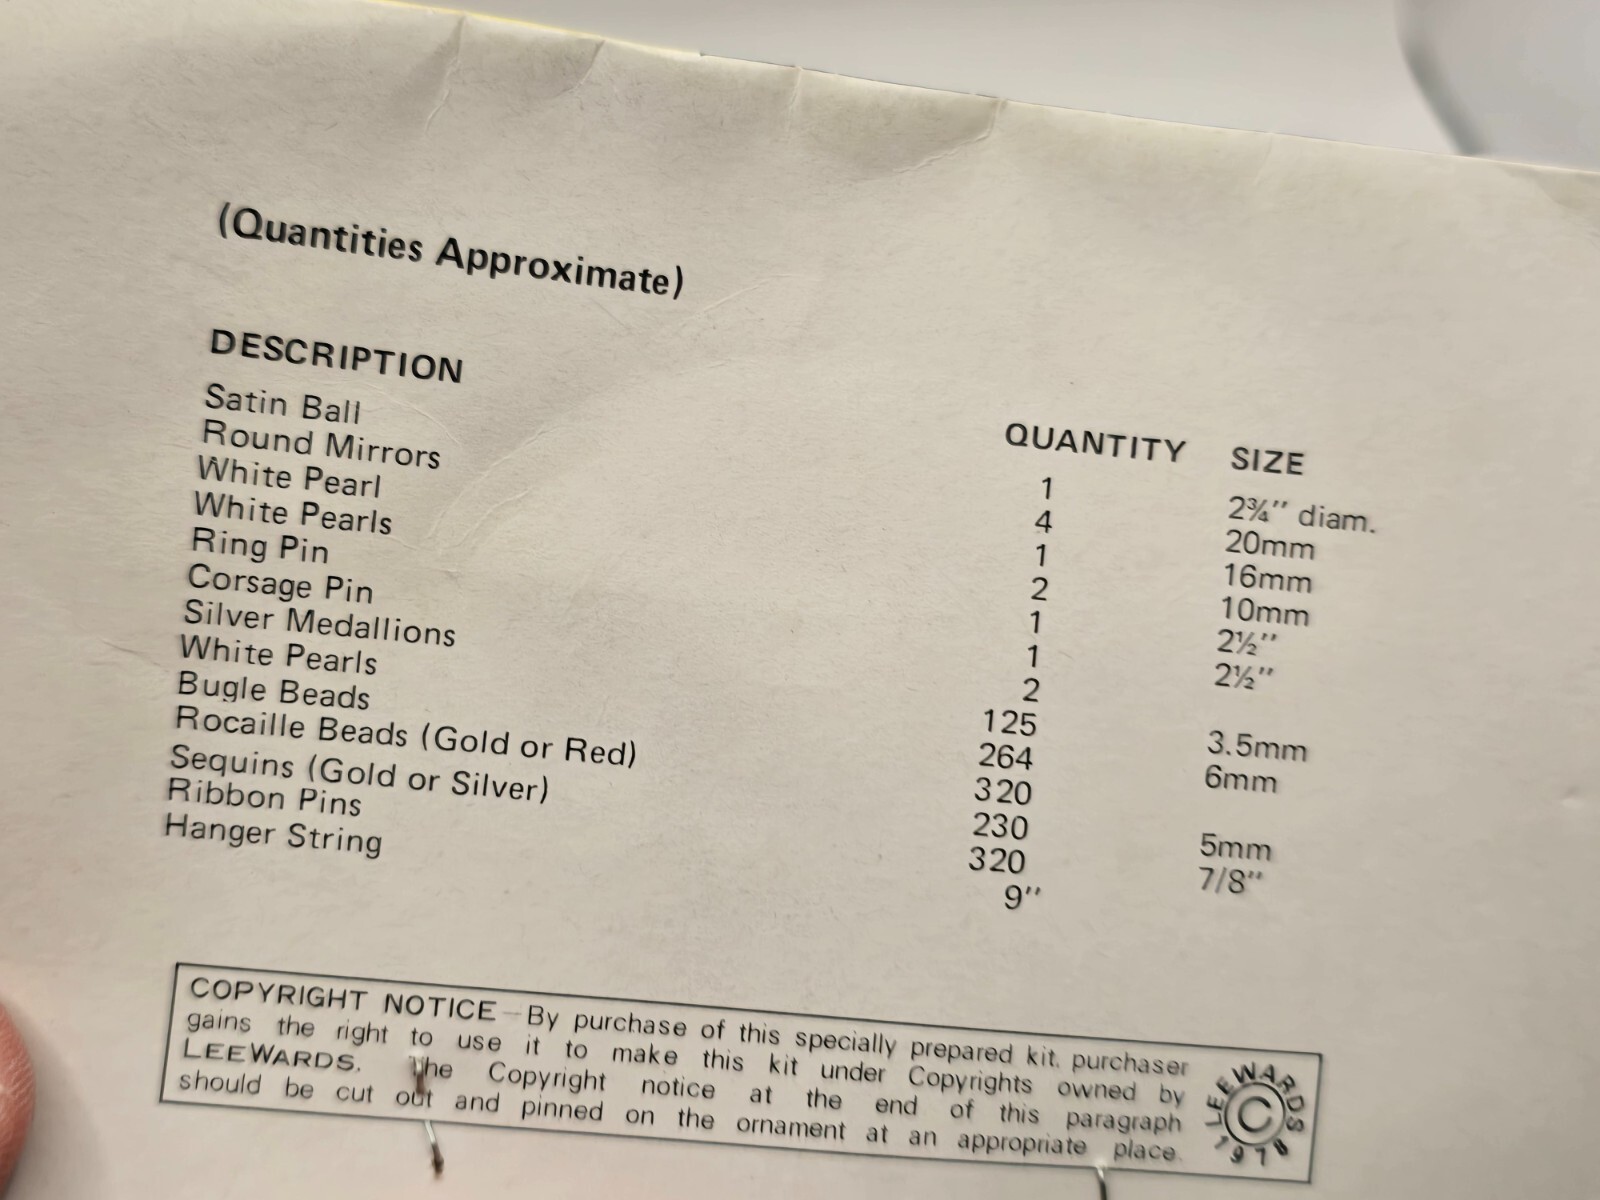 (Quantities Approximate)
DESCRIPTION QUANTITY SIZE
Satin Ball 1 2¾" diam.
Round Mirrors 4 20mm
White Pearl 1 16mm
White Pearls 2 10mm
Ring Pin 1 2½"
Corsage Pin 1 2½"
Silver Medallions 2
White Pearls 125 3.5mm
Bugle Beads 264 6mm
Rocaille Beads (Gold or Red) 320
Sequins (Gold or Silver) 230 5mm
Ribbon Pins 320 7/8"
Hanger String 9"
COPYRIGHT NOTICE—By purchase of this specially prepared kit, purchaser
gains the right to use it to make this kit under Copyrights owned by
LEEWARDS. The Copyright notice at the end of this paragraph
should be cut out and pinned on the ornament at an appropriate place.
LEEWARDS
©
1978